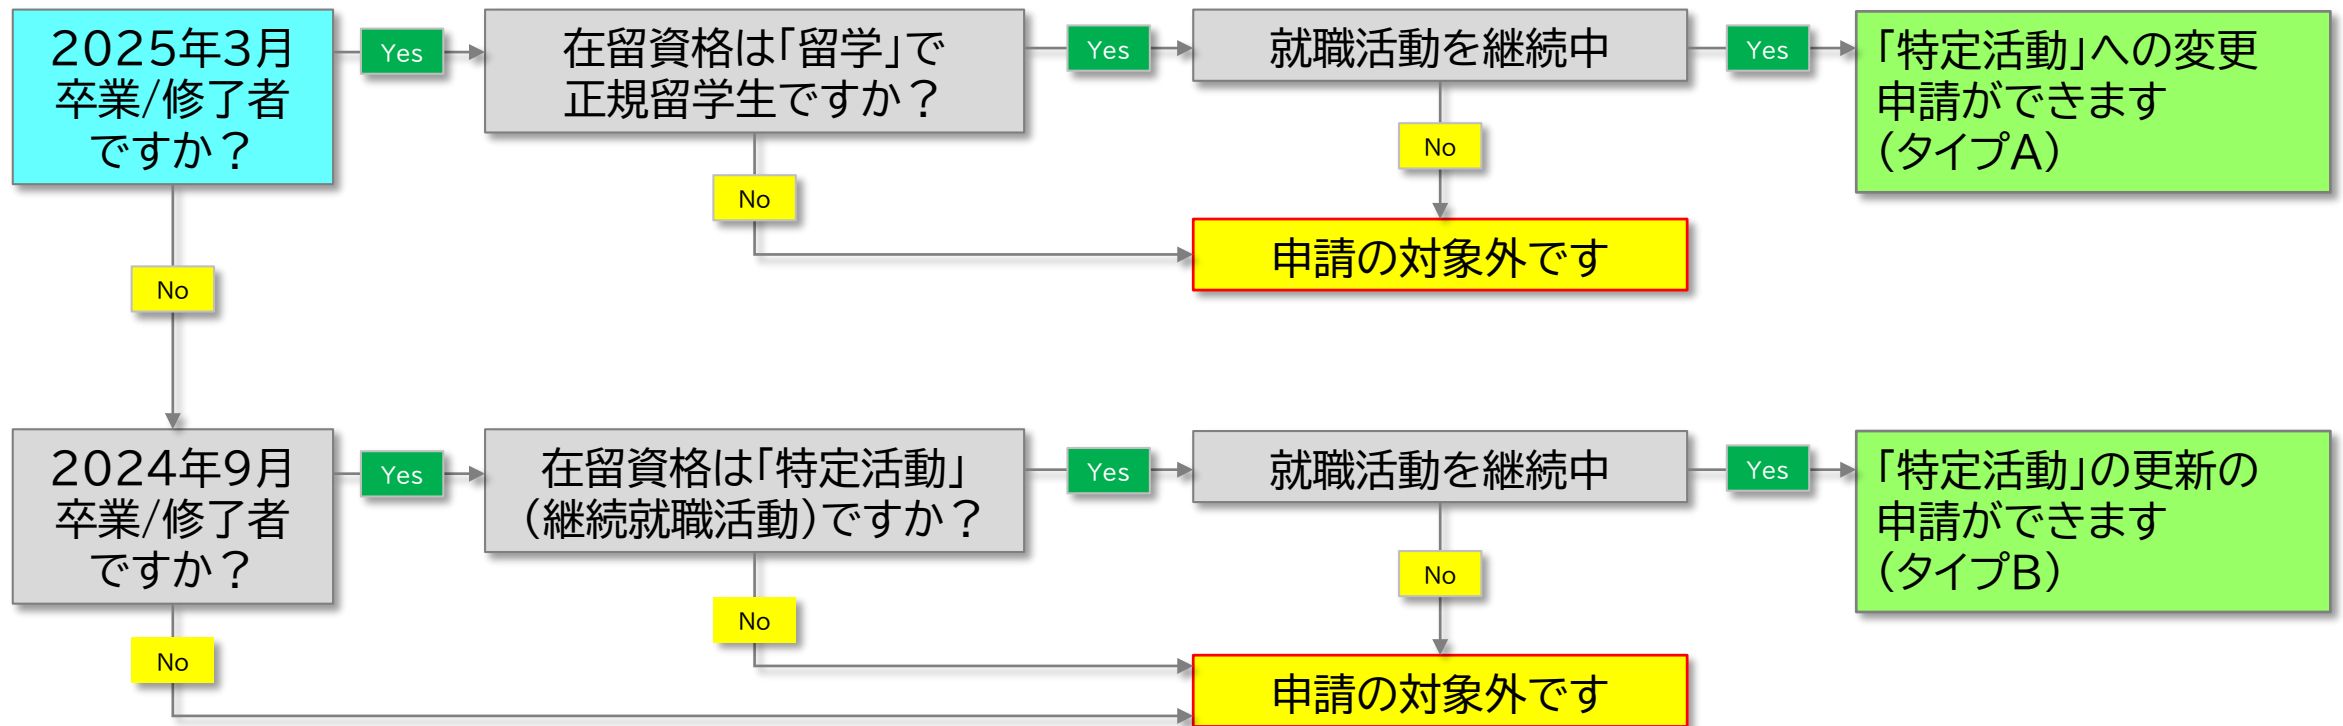 2025年3月
卒業/修了者
ですか？
Yes
在留資格は「留学」で
正規留学生ですか？
Yes
就職活動を継続中
Yes
「特定活動」への変更
申請ができます
（タイプA）
No
No
申請の対象外です
No
2024年9月
卒業/修了者
ですか？
Yes
在留資格は「特定活動」
（継続就職活動）ですか？
Yes
就職活動を継続中
Yes
「特定活動」の更新の
申請ができます
（タイプB）
No
No
No
申請の対象外です